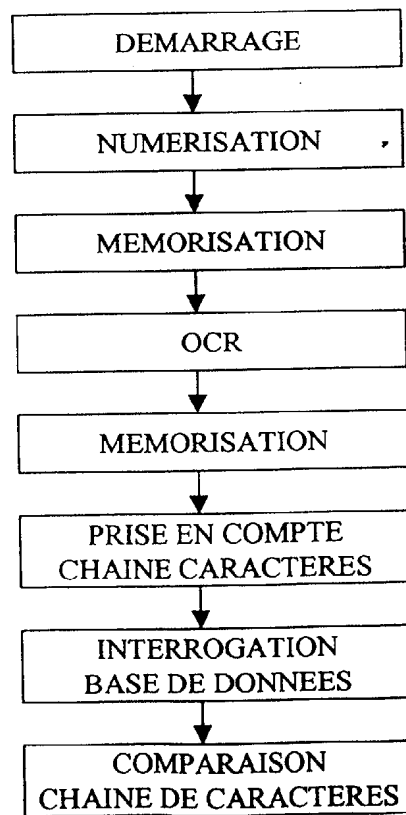 DEMARRAGE
NUMERISATION
MEMORISATION
OCR
MEMORISATION
PRISE EN COMPTE
CHAINE CARACTERES
INTERROGATION
BASE DE DONNEES
COMPARAISON
CHAINE DE CARACTERES